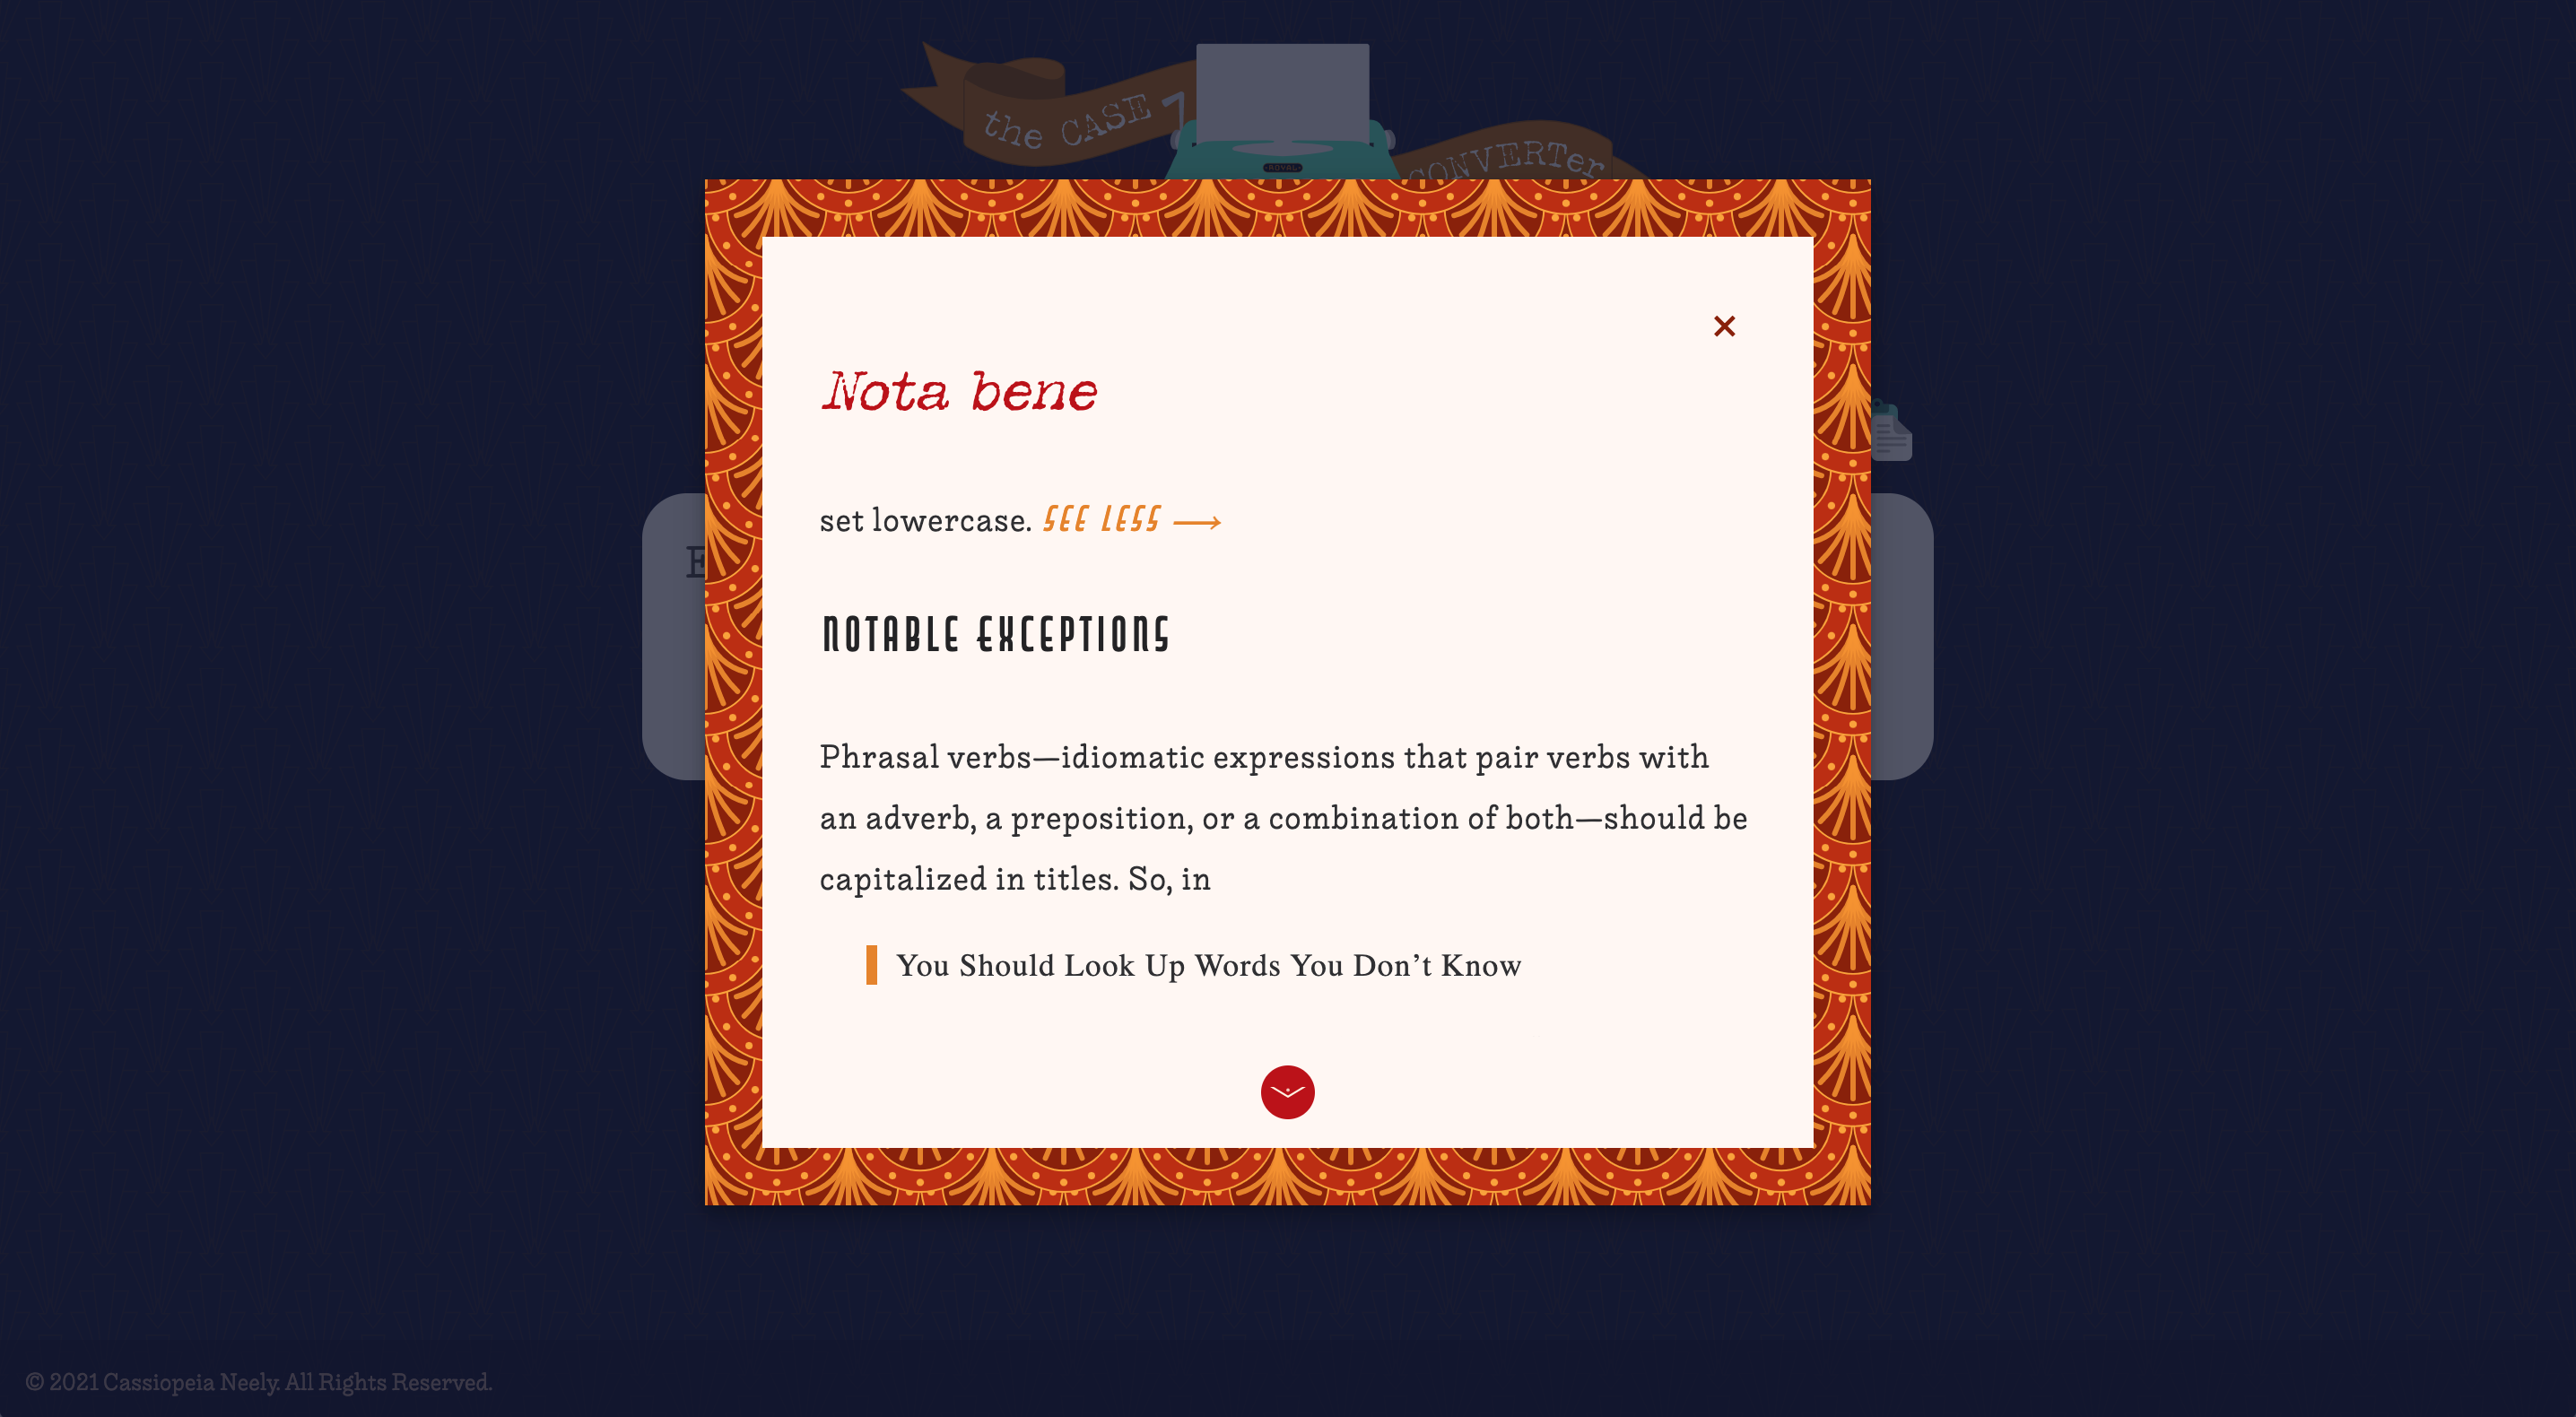 the CASE
CONVERTer
ROYAL
Nota bene
set lowercase. SEE LESS ⟶
NOTABLE EXCEPTIONS
Phrasal verbs—idiomatic expressions that pair verbs with
an adverb, a preposition, or a combination of both—should be
capitalized in titles. So, in
You Should Look Up Words You Don’t Know
© 2021 Cassiopeia Neely. All Rights Reserved.